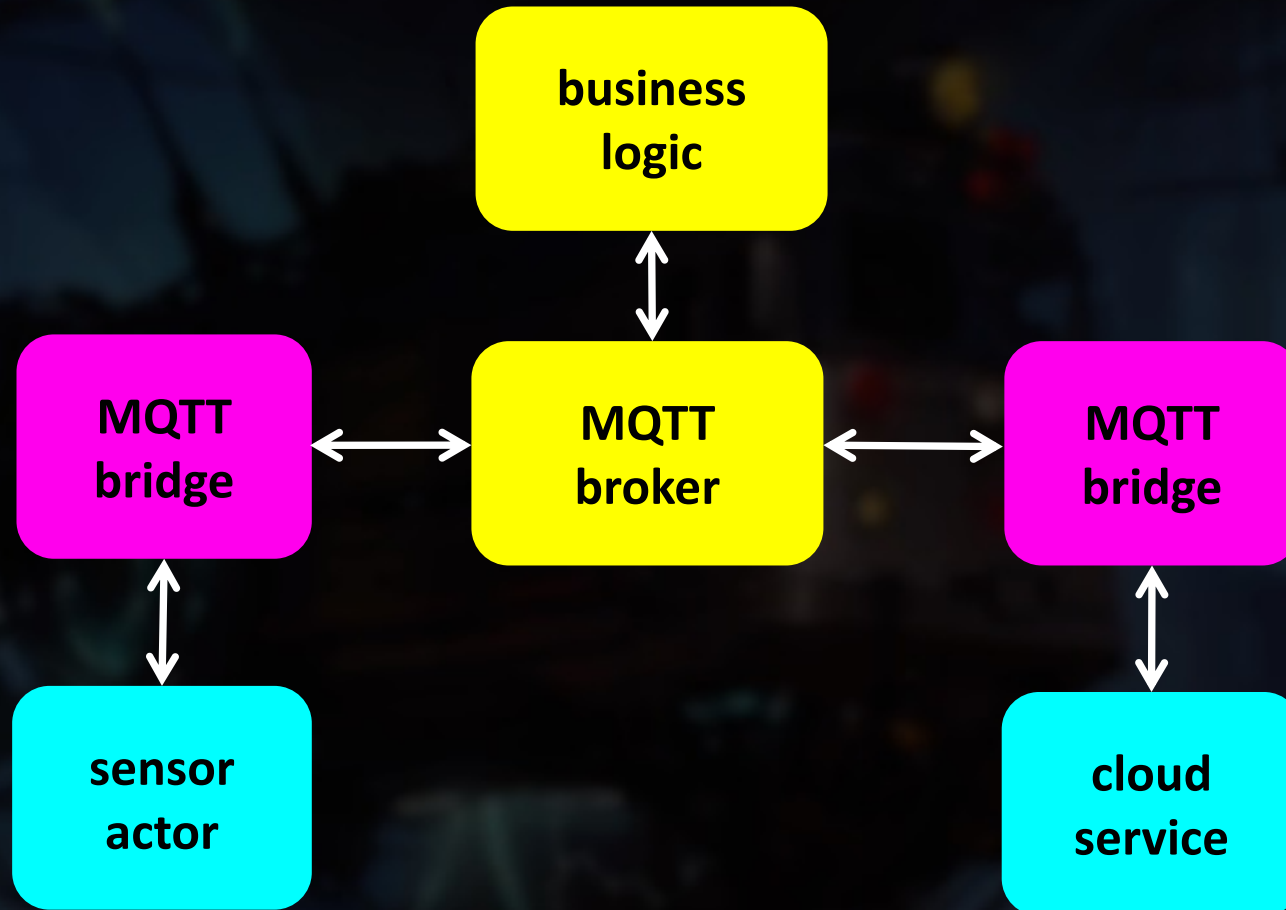 business
logic
MQTT
bridge
MQTT
broker
MQTT
bridge
sensor
actor
cloud
service